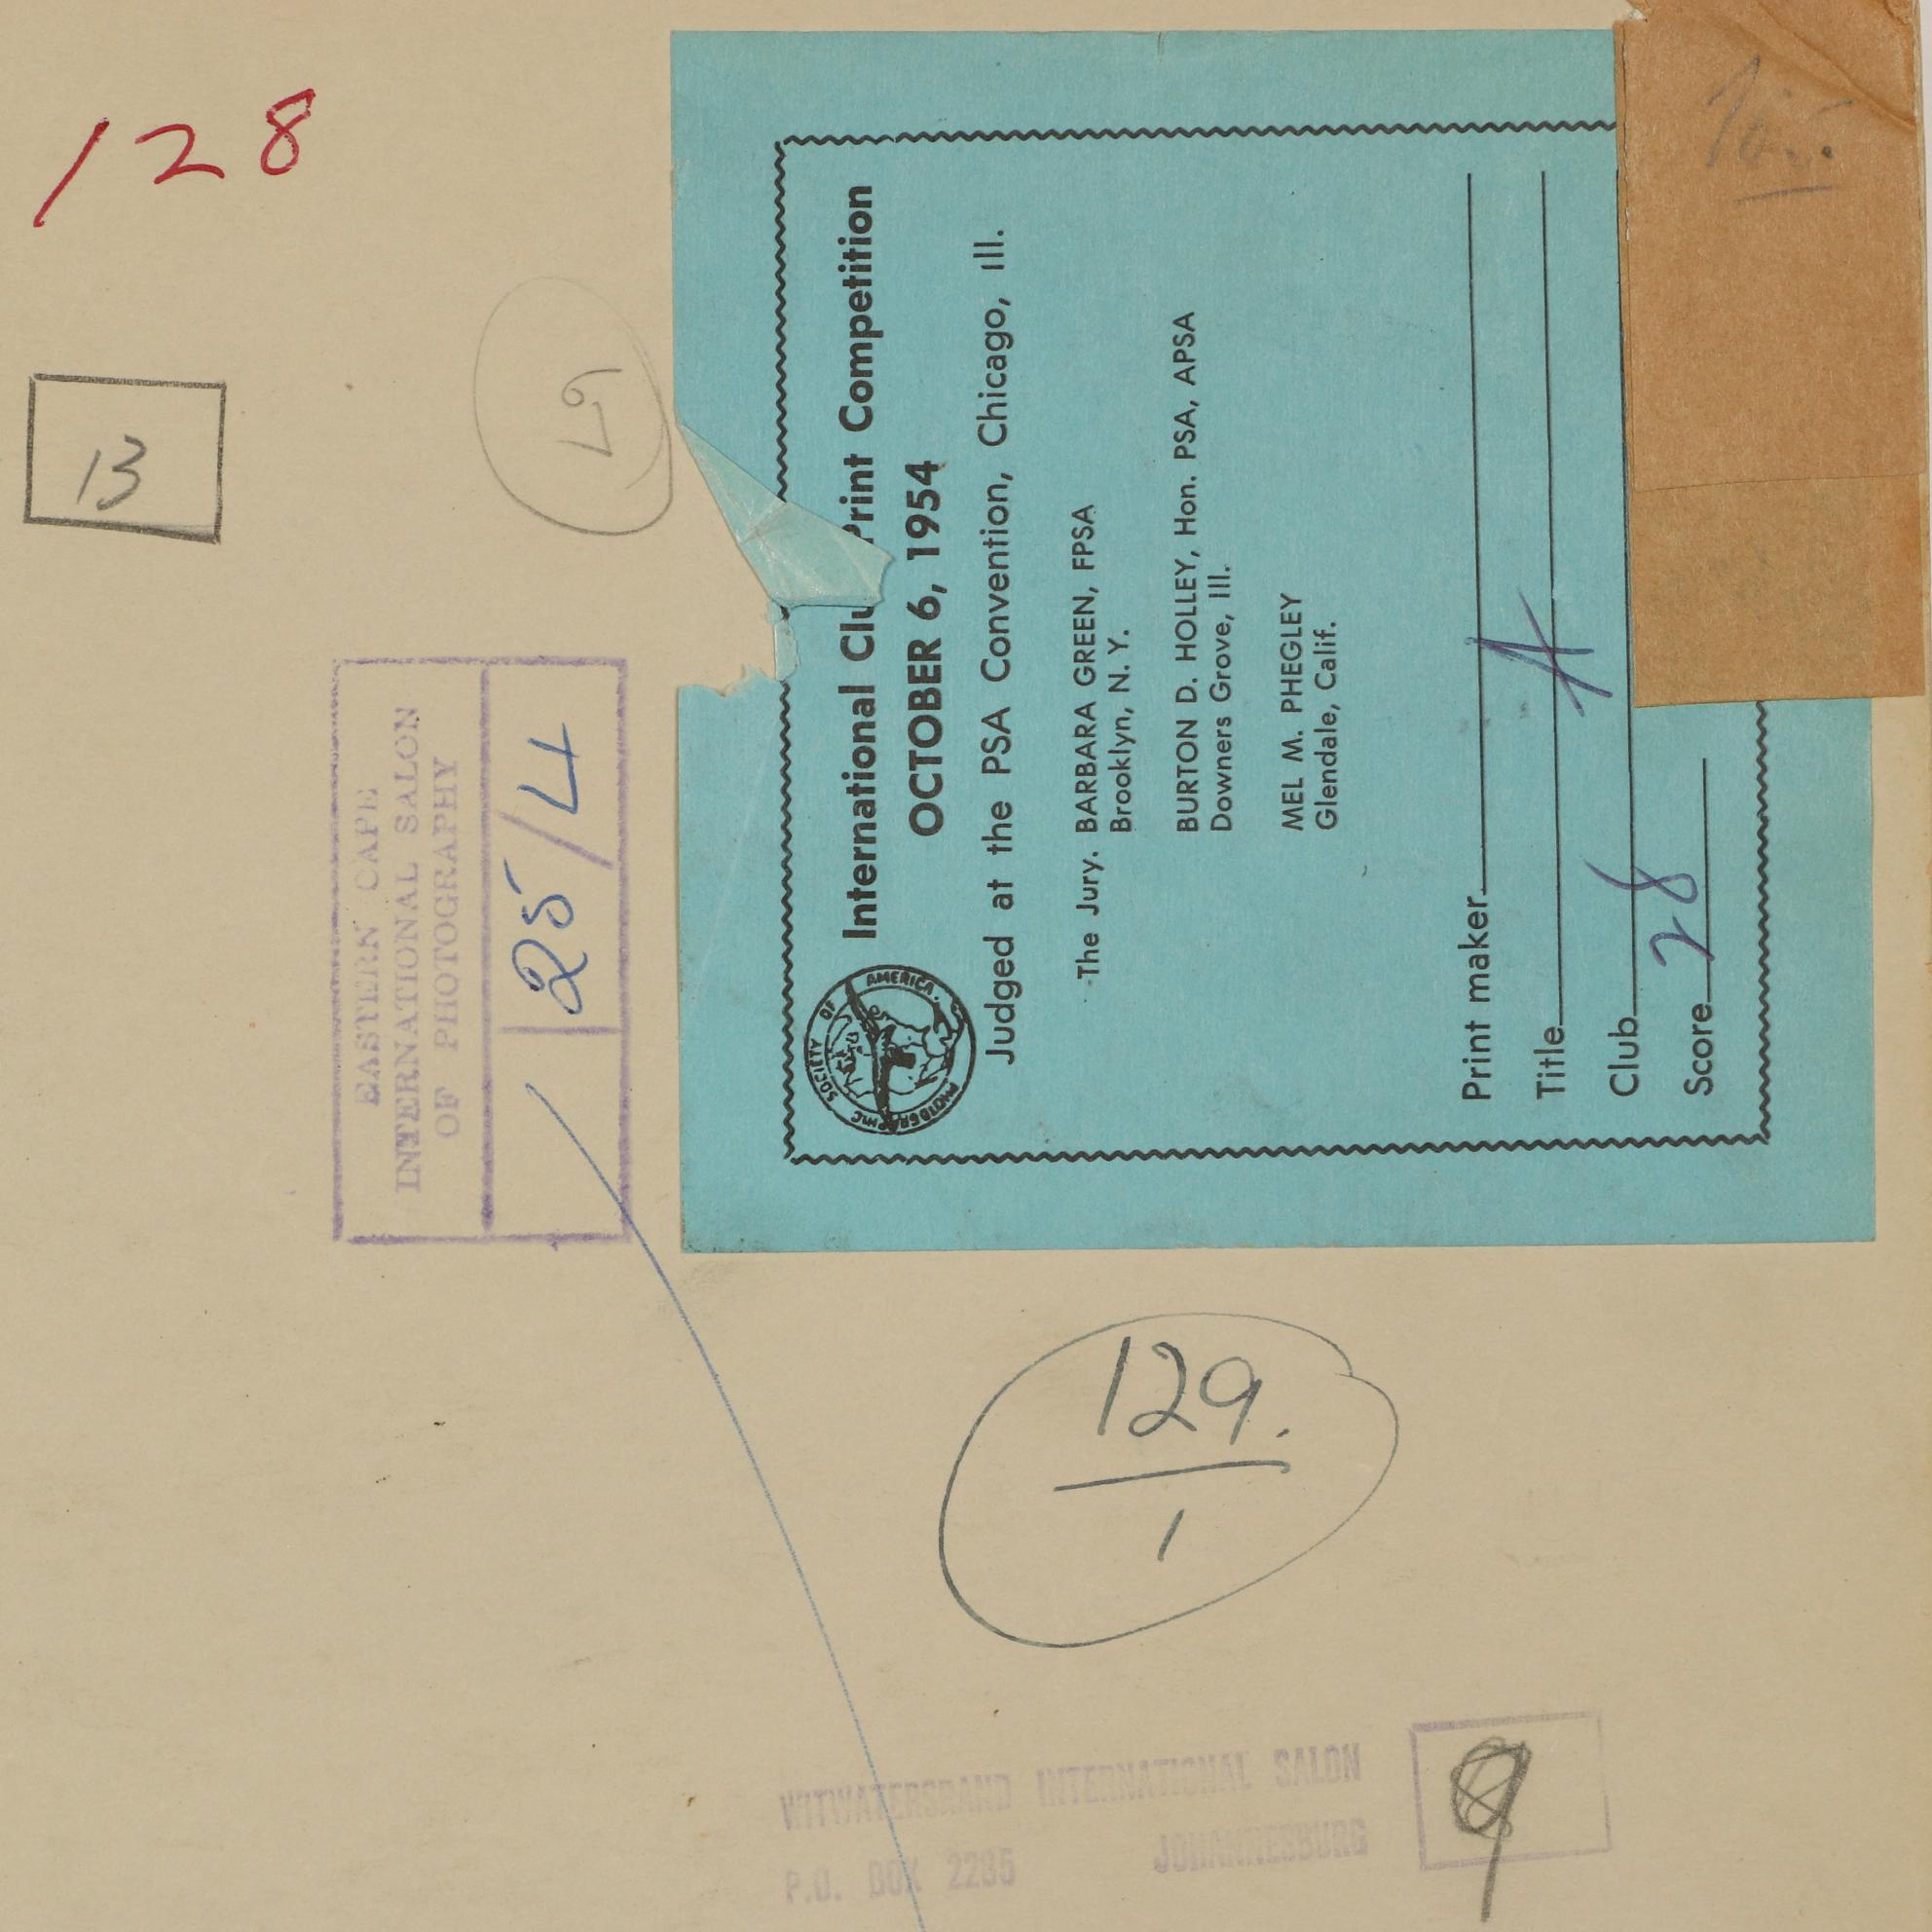 128
13
EASTERN CAPE
INTERNATIONAL SALON
OF PHOTOGRAPHY
25/4
PHOTOGRAPHIC SOCIETY OF AMERICA
International Clu Print Competition
OCTOBER 6, 1954
Judged at the PSA Convention, Chicago, Ill.
The Jury. BARBARA GREEN, FPSA
Brooklyn, N. Y.
BURTON D. HOLLEY, Hon. PSA, APSA
Downers Grove, Ill.
MEL M. PHEGLEY
Glendale, Calif.
Print maker
Title A
Club
Score 28
129.
1
WITWATERSRAND INTERNATIONAL SALON
P.O. BOX 2285 JOHANNESBURG
9